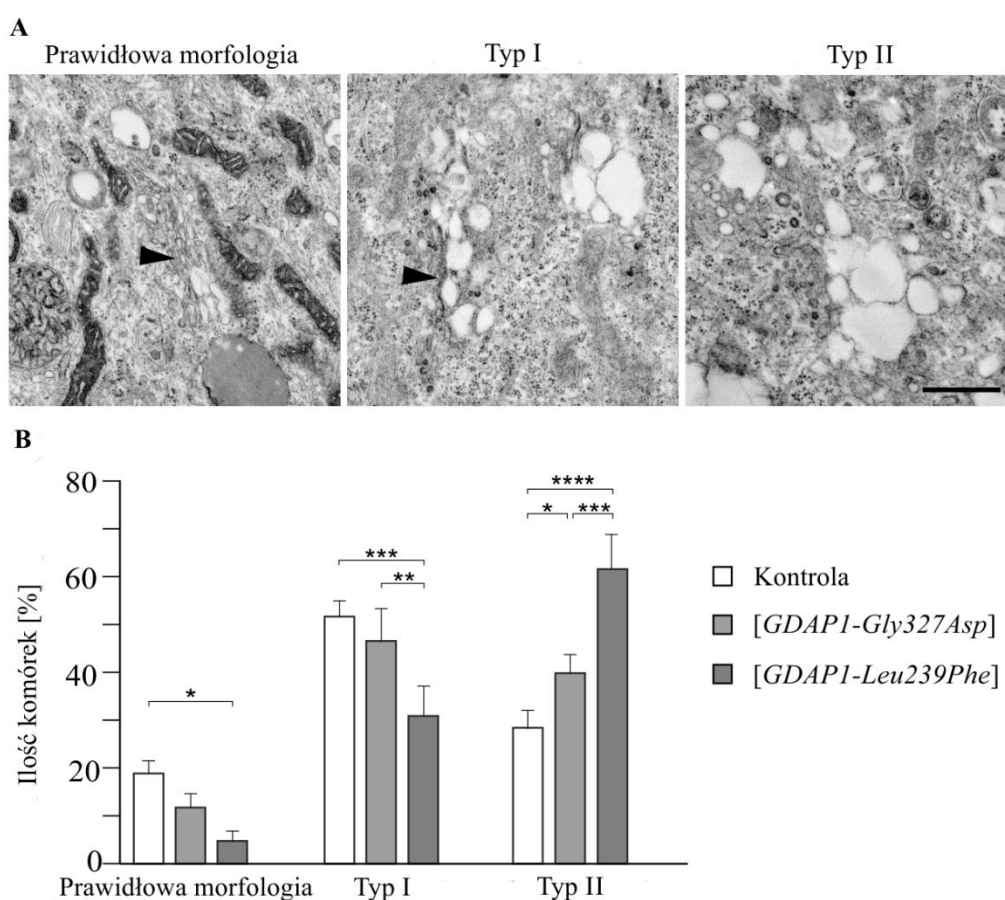 A
Prawidłowa morfologia Typ I Typ II
B
Ilość komórek [%]
80
60
40
20
0
*
***
**
****
* ***
Prawidłowa morfologia Typ I Typ II
Kontrola
[GDAP1-Gly327Asp]
[GDAP1-Leu239Phe]